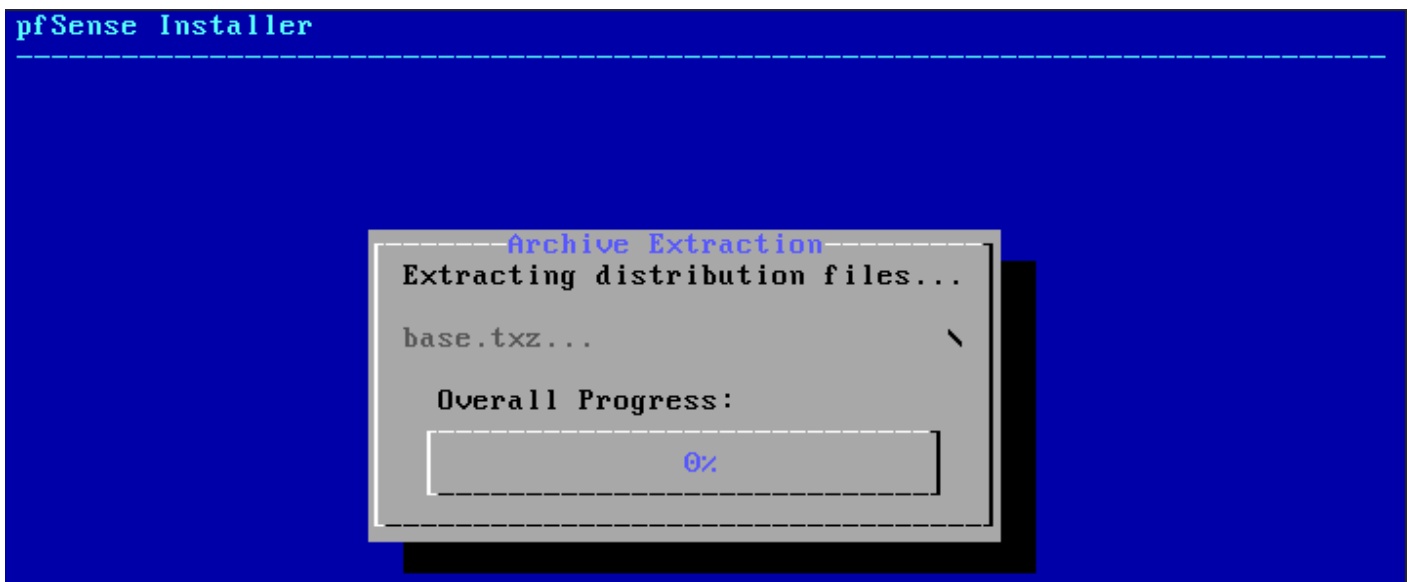 pfSense Installer
Archive Extraction
Extracting distribution files...
base.txz... \
Overall Progress:
0%